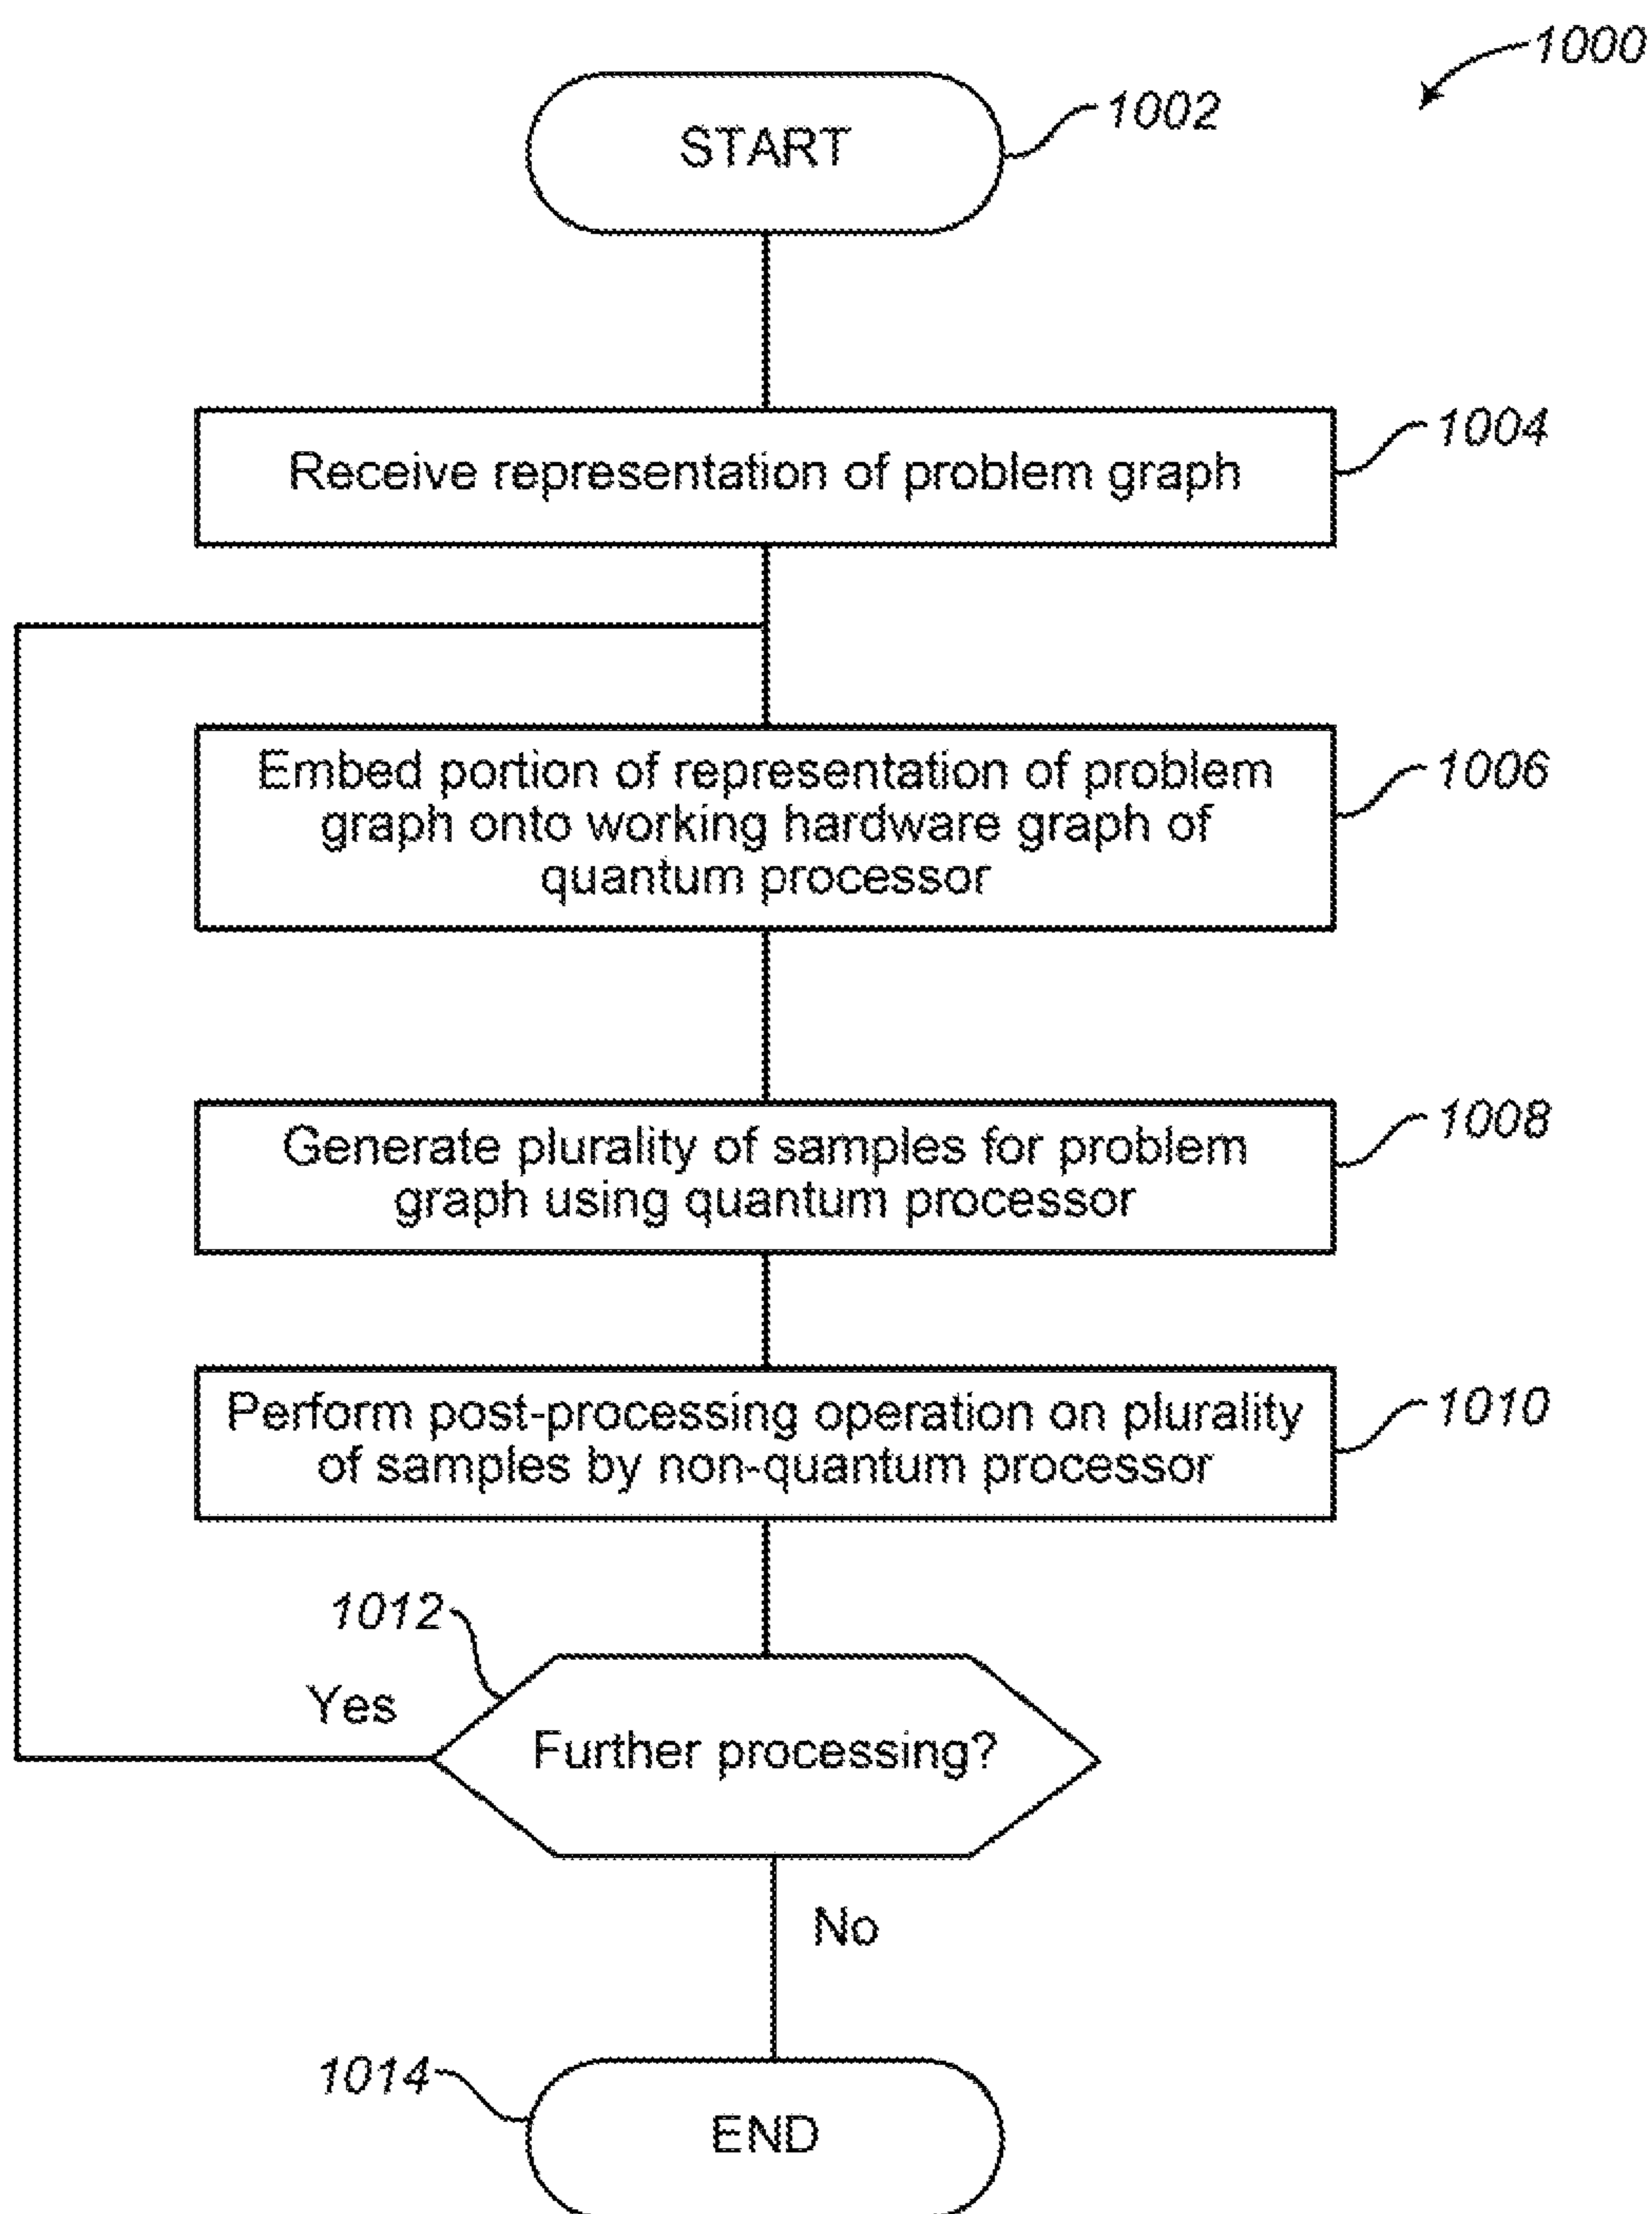 1000
START
1002
Receive representation of problem graph
1004
Embed portion of representation of problem
graph onto working hardware graph of
quantum processor
1006
Generate plurality of samples for problem
graph using quantum processor
1008
Perform post-processing operation on plurality
of samples by non-quantum processor
1010
1012
Yes
Further processing?
No
1014
END